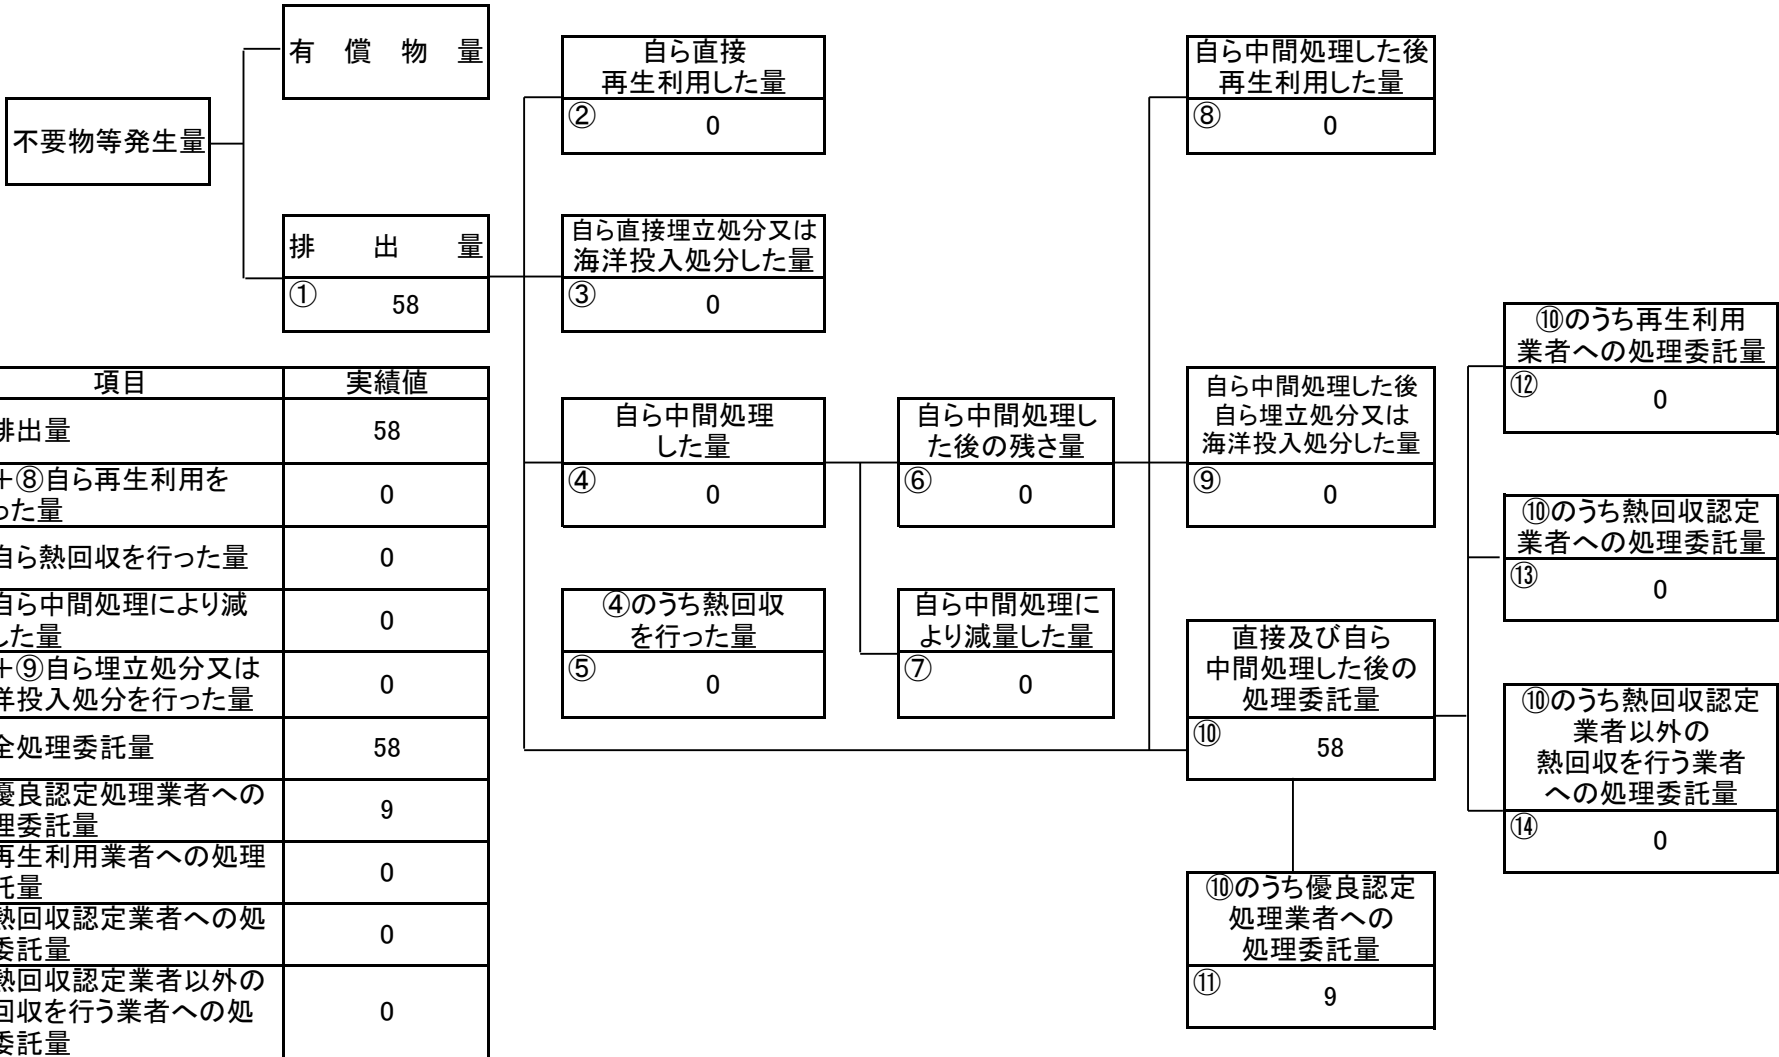 有　償　物　量
不要物等発生量
排　出　量
①
58
自ら直接
再生利用した量
②
0
自ら直接埋立処分又は
海洋投入処分した量
③
0
自ら中間処理
した量
④
0
④のうち熱回収
を行った量
⑤
0
自ら中間処理し
た後の残さ量
⑥
0
自ら中間処理に
より減量した量
⑦
0
自ら中間処理した後
再生利用した量
⑧
0
自ら中間処理した後
自ら埋立処分又は
海洋投入処分した量
⑨
0
直接及び自ら
中間処理した後の
処理委託量
⑩
58
⑩のうち優良認定
処理業者への
処理委託量
⑪
9
⑩のうち再生利用
業者への処理委託量
⑫
0
⑩のうち熱回収認定
業者への処理委託量
⑬
0
⑩のうち熱回収認定
業者以外の
熱回収を行う業者
への処理委託量
⑭
0
項目
実績値
排出量
58
＋⑧自ら再生利用を
った量
0
自ら熱回収を行った量
0
自ら中間処理により減
した量
0
＋⑨自ら埋立処分又は
洋投入処分を行った量
0
全処理委託量
58
優良認定処理業者への
理委託量
9
再生利用業者への処理
託量
0
熱回収認定業者への処
委託量
0
熱回収認定業者以外の
回収を行う業者への処
委託量
0